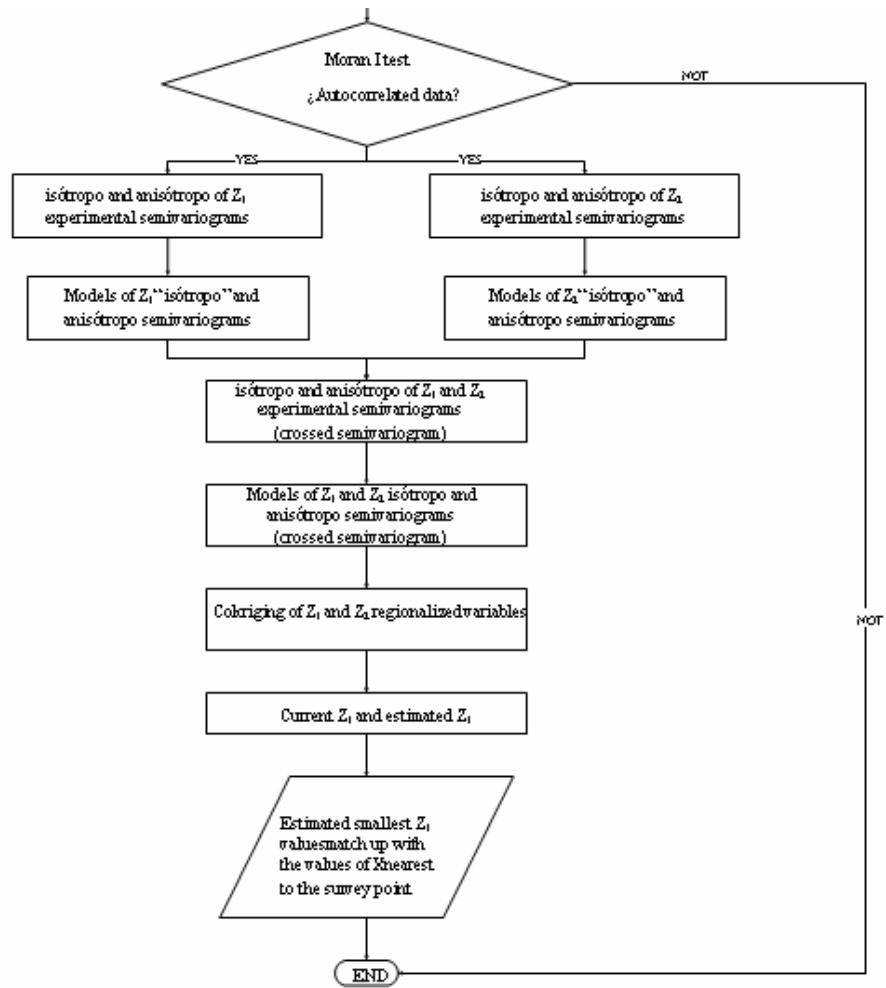 Moran I test
¿Autocorrelated data?
NOT
YES
YES
isótropo and anisótropo of Z₁
experimental semivariograms
isótropo and anisótropo of Z₂
experimental semivariograms
Models of Z₁“isótropo” and
anisótropo semivariograms
Models of Z₂“isótropo” and
anisótropo semivariograms
isótropo and anisótropo of Z₁ and Z₂
experimental semivariograms
(crossed semivariogram)
Models of Z₁ and Z₂ isótropo and
anisótropo semivariograms
(crossed semivariogram)
Cokriging of Z₁ and Z₂ regionalized variables
NOT
Current Z₁ and estimated Z₁
Estimated smallest Z₁
valuesmatch up with
the values of Xnearest
to the survey point
END